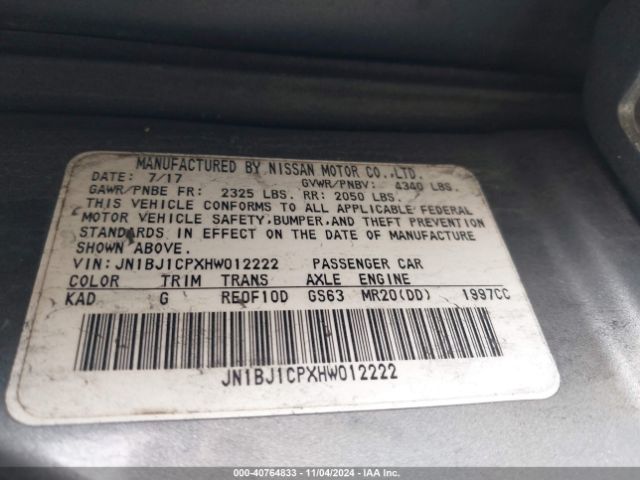 MANUFACTURED BY NISSAN MOTOR CO.,LTD.
DATE: 7/17 GVWR/PNBV: 4340 LBS.
GAWR/PNBE FR: 2325 LBS. RR: 2050 LBS.
THIS VEHICLE CONFORMS TO ALL APPLICABLE FEDERAL
MOTOR VEHICLE SAFETY, BUMPER, AND THEFT PREVENTION
STANDARDS IN EFFECT ON THE DATE OF MANUFACTURE
SHOWN ABOVE.
VIN: JN1BJ1CPXHW012222 PASSENGER CAR
COLOR TRIM TRANS AXLE ENGINE
KAD G RE0F10D GS63 MR20(DD) 1997CC
JN1BJ1CPXHW012222
000-40764833 - 11/04/2024 - IAAI.com